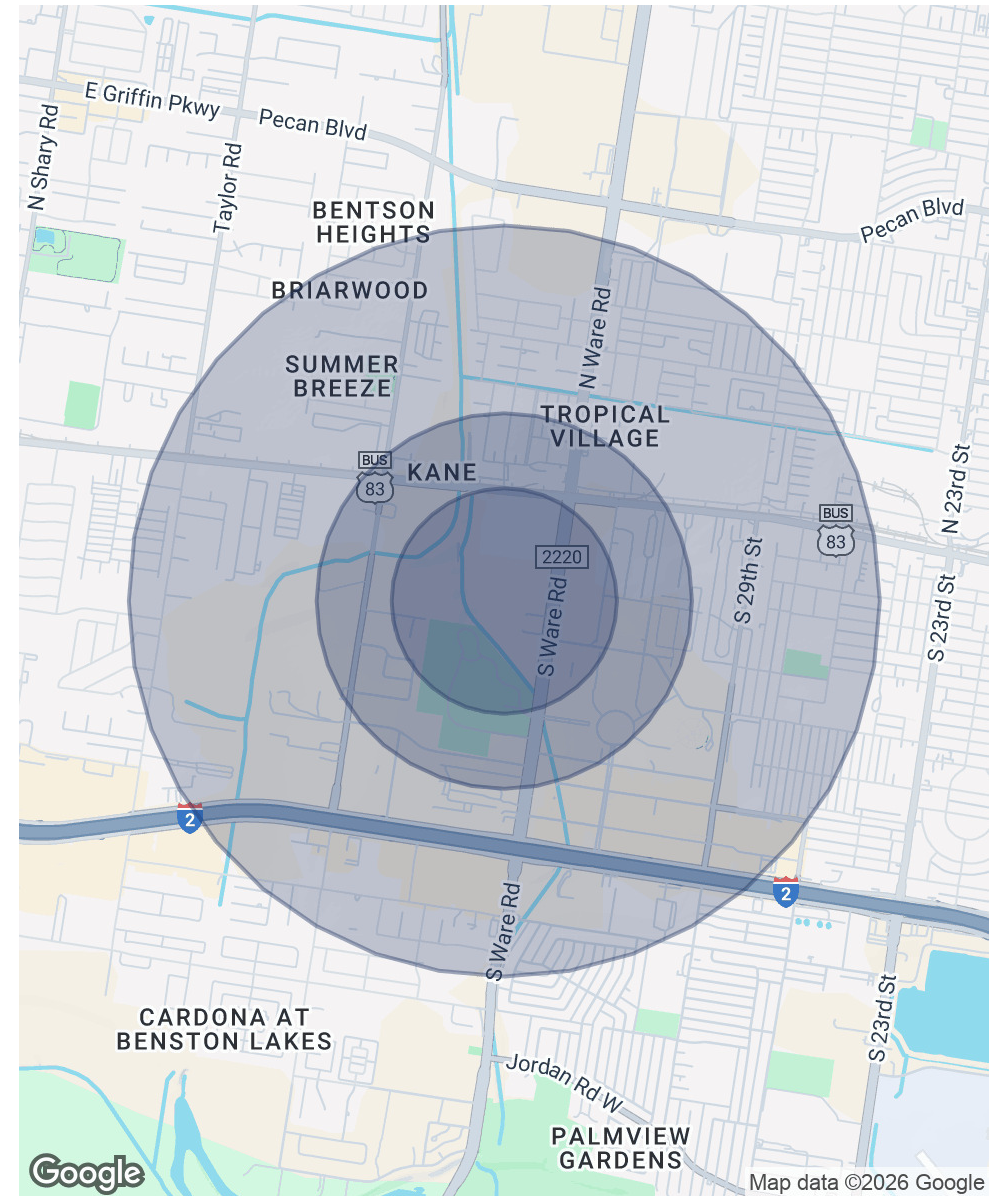 E Griffin Pkwy
Pecan Blvd
N Shary Rd
Taylor Rd
BENTSON
HEIGHTS
Pecan Blvd
BRIARWOOD
N Ware Rd
SUMMER
BREEZE
TROPICAL
VILLAGE
BUS
83
KANE
N 23rd St
BUS
83
2220
S 29th St
S Ware Rd
S 23rd St
2
2
S Ware Rd
CARDONA AT
BENSTON LAKES
S 23rd St
Jordan Rd W
PALMVIEW
GARDENS
Google
Map data ©2026 Google